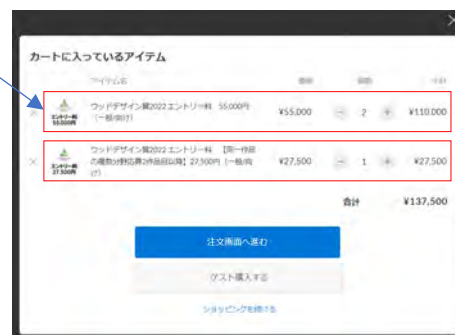 カートに入っているアイテム
アイテム名 価格 個数 小計
エントリー料
55,000円
ウッドデザイン賞2022 エントリー料 55,000円
(一般/向け)
¥55,000 2 ¥110,000
エントリー料
27,500円
ウッドデザイン賞2022 エントリー料 【同一作品
の複数分野応募2作品目以降】27,500円 (一般/向
け)
¥27,500 1 ¥27,500
合計 ¥137,500
注文画面へ進む
ゲスト購入する
ショッピングを続ける